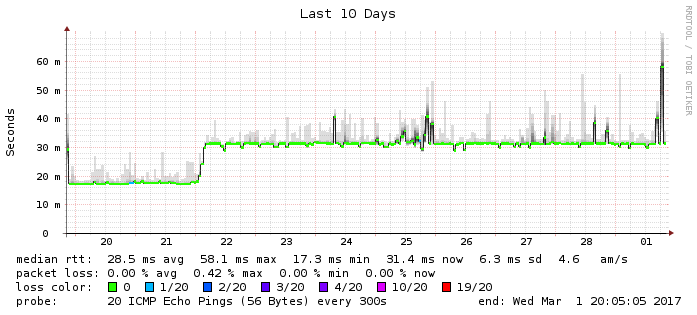 Last 10 Days
RRDTOOL / TOBI OETIKER
Seconds
60 m
50 m
40 m
30 m
20 m
10 m
0
20 21 22 23 24 25 26 27 28 01
median rtt: 28.5 ms avg 58.1 ms max 17.3 ms min 31.4 ms now 6.3 ms sd 4.6 am/s
packet loss: 0.00 % avg 0.42 % max 0.00 % min 0.00 % now
loss color: 0 1/20 2/20 3/20 4/20 10/20 19/20
probe: 20 ICMP Echo Pings (56 Bytes) every 300s end: Wed Mar 1 20:05:05 2017